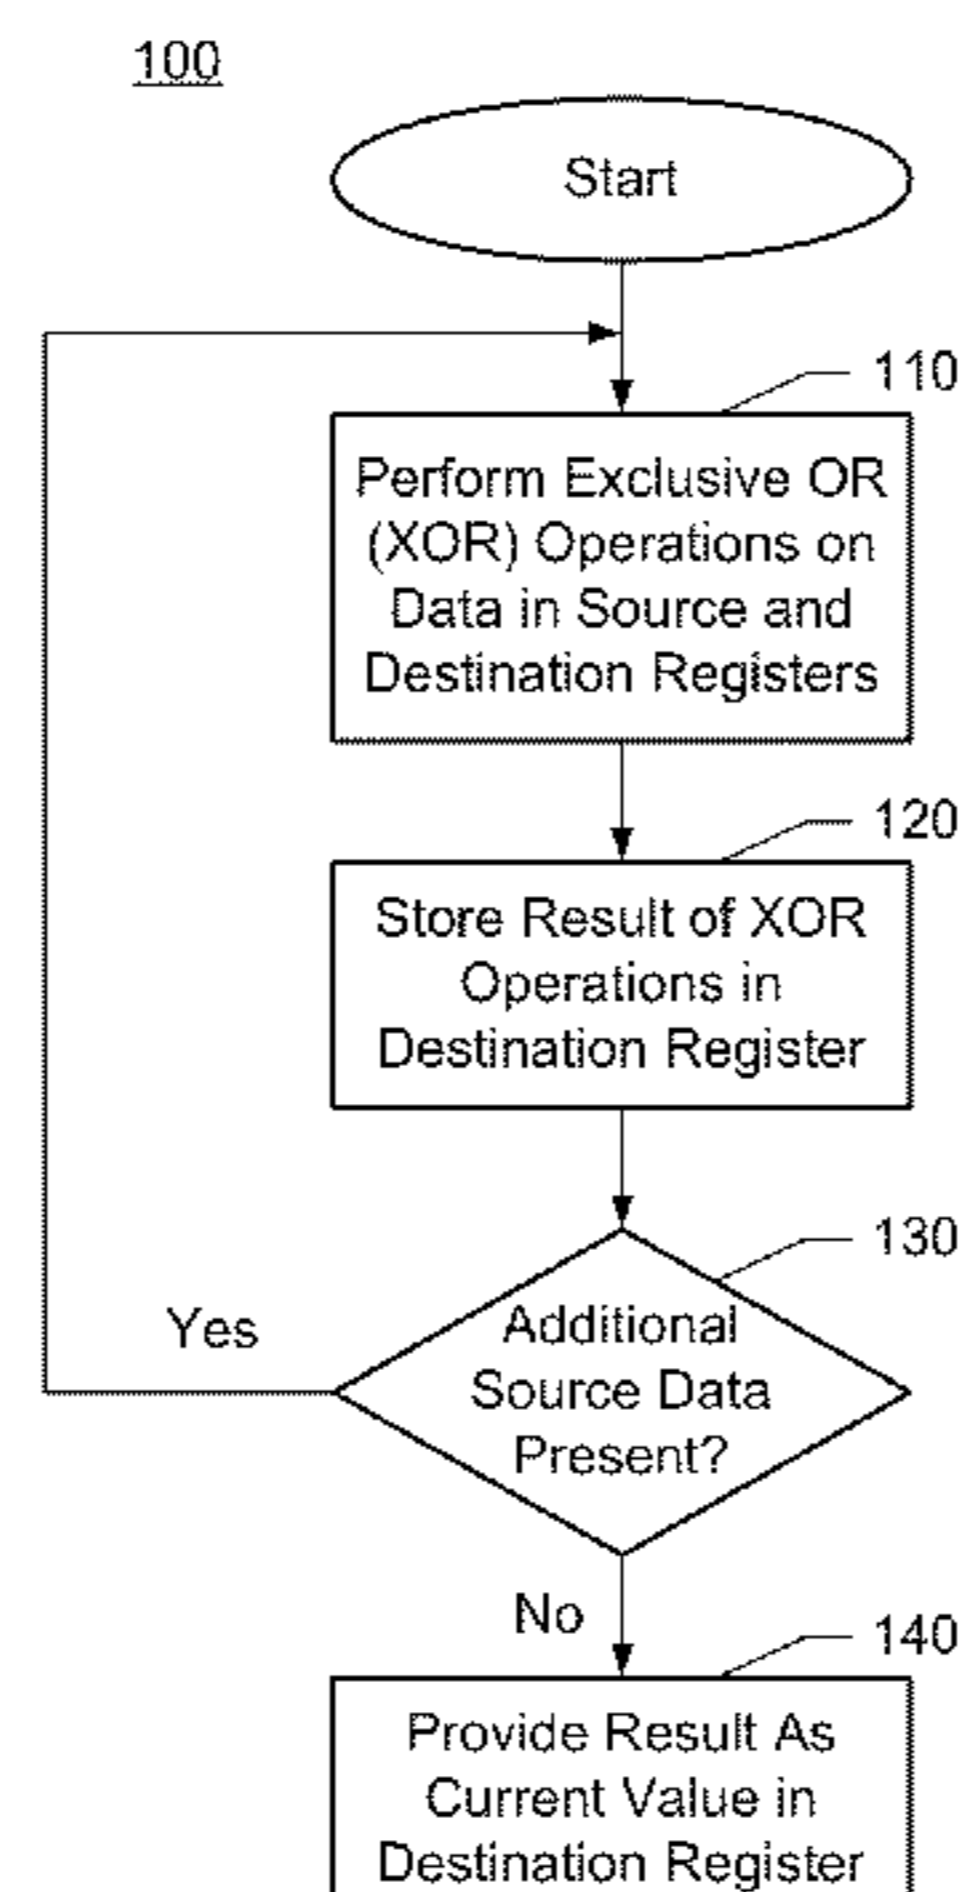 100
Start
110
Perform Exclusive OR
(XOR) Operations on
Data in Source and
Destination Registers
120
Store Result of XOR
Operations in
Destination Register
130
Additional
Source Data
Present?
Yes
No
140
Provide Result As
Current Value in
Destination Register